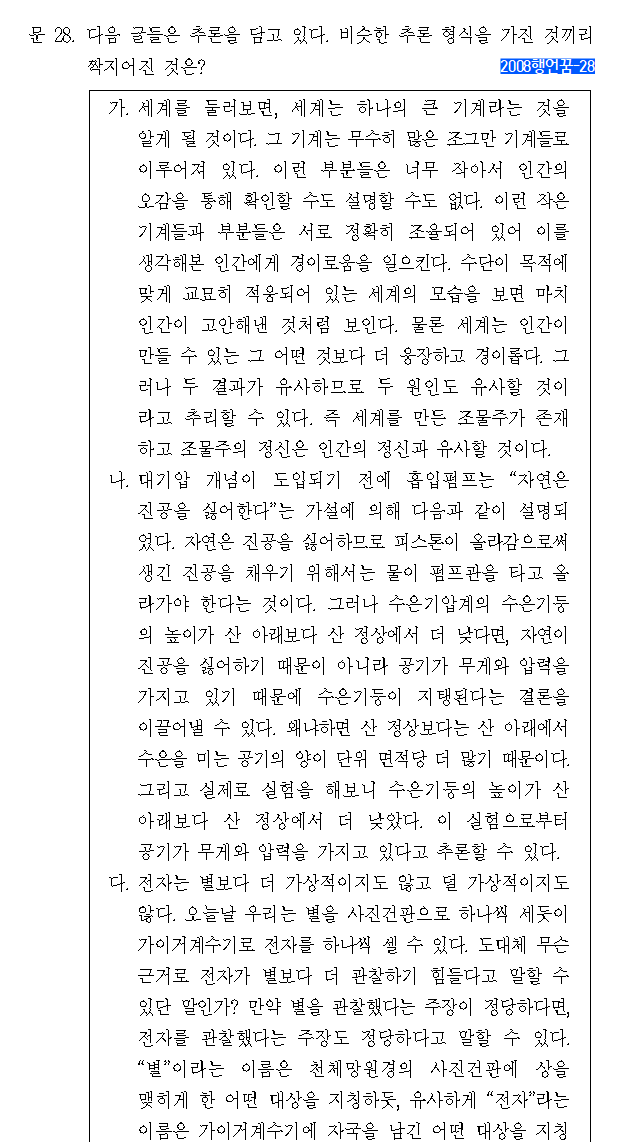 문 28. 다음 글들은 추론을 담고 있다. 비슷한 추론 형식을 가진 것끼리
짝지어진 것은? 2008행언꿈-28
가. 세계를 둘러보면, 세계는 하나의 큰 기계라는 것을
알게 될 것이다. 그 기계는 무수히 많은 조그만 기계들로
이루어져 있다. 이런 부분들은 너무 작아서 인간의
오감을 통해 확인할 수도 설명할 수도 없다. 이런 작은
기계들과 부분들은 서로 정확히 조율되어 있어 이를
생각해본 인간에게 경이로움을 일으킨다. 수단이 목적에
맞게 교묘히 적응되어 있는 세계의 모습을 보면 마치
인간이 고안해낸 것처럼 보인다. 물론 세계는 인간이
만들 수 있는 그 어떤 것보다 더 웅장하고 경이롭다. 그
러나 두 결과가 유사하므로 두 원인도 유사할 것이
라고 추리할 수 있다. 즉 세계를 만든 조물주가 존재
하고 조물주의 정신은 인간의 정신과 유사할 것이다.
나. 대기압 개념이 도입되기 전에 흡입펌프는 “자연은
진공을 싫어한다”는 가설에 의해 다음과 같이 설명되
었다. 자연은 진공을 싫어하므로 피스톤이 올라감으로써
생긴 진공을 채우기 위해서는 물이 펌프관을 타고 올
라가야 한다는 것이다. 그러나 수은기압계의 수은기둥
의 높이가 산 아래보다 산 정상에서 더 낮다면, 자연이
진공을 싫어하기 때문이 아니라 공기가 무게와 압력을
가지고 있기 때문에 수은기둥이 지탱된다는 결론을
이끌어낼 수 있다. 왜냐하면 산 정상보다는 산 아래에서
수은을 미는 공기의 양이 단위 면적당 더 많기 때문이다.
그리고 실제로 실험을 해보니 수은기둥의 높이가 산
아래보다 산 정상에서 더 낮았다. 이 실험으로부터
공기가 무게와 압력을 가지고 있다고 추론할 수 있다.
다. 전자는 별보다 더 가상적이지도 않고 덜 가상적이지도
않다. 오늘날 우리는 별을 사진건판으로 하나씩 세듯이
가이거계수기로 전자를 하나씩 셀 수 있다. 도대체 무슨
근거로 전자가 별보다 더 관찰하기 힘들다고 말할 수
있단 말인가? 만약 별을 관찰했다는 주장이 정당하다면,
전자를 관찰했다는 주장도 정당하다고 말할 수 있다.
“별”이라는 이름은 천체망원경의 사진건판에 상을
맺히게 한 어떤 대상을 지칭하듯, 유사하게 “전자”라는
이름은 가이거계수기에 자국을 남긴 어떤 대상을 지칭